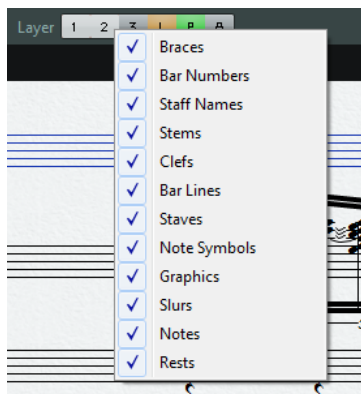 Layer 1 2 3 L P A
Braces
Bar Numbers
Staff Names
Stems
Clefs
Bar Lines
Staves
Note Symbols
Graphics
Slurs
Notes
Rests